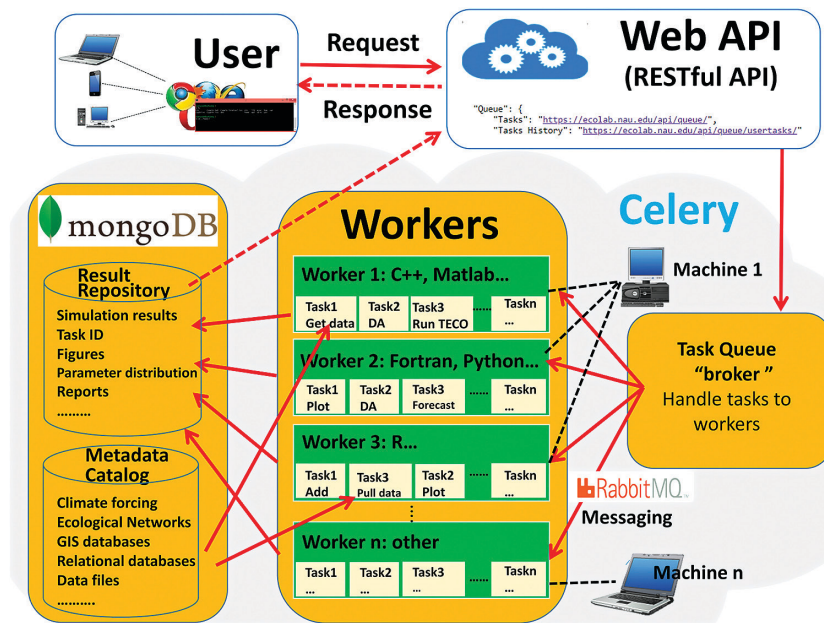 User
Request
Response
Web API
(RESTful API)
"Queue": {
"Tasks": "https://ecolab.nau.edu/api/queue/",
"Tasks History": "https://ecolab.nau.edu/api/queue/usertasks/"
mongoDB
Result
Repository
Simulation results
Task ID
Figures
Parameter distribution
Reports
.........
Metadata
Catalog
Climate forcing
Ecological Networks
GIS databases
Relational databases
Data files
..........
Workers
Worker 1: C++, Matlab...
Task1 Task2 Task3 ...... Taskn
Get data DA Run TECO ...
Worker 2: Fortran, Python...
Task1 Task2 Task3 ...... Taskn
Plot DA Forecast ...
Worker 3: R...
Task1 Task3 Task2 ...... Taskn
Add Pull data Plot ...
Worker n: other
Task1 Task2 Task3 ...... Taskn
... ... ... ...
Celery
Machine 1
Task Queue
“broker ”
Handle tasks to
workers
RabbitMQ
Messaging
Machine n